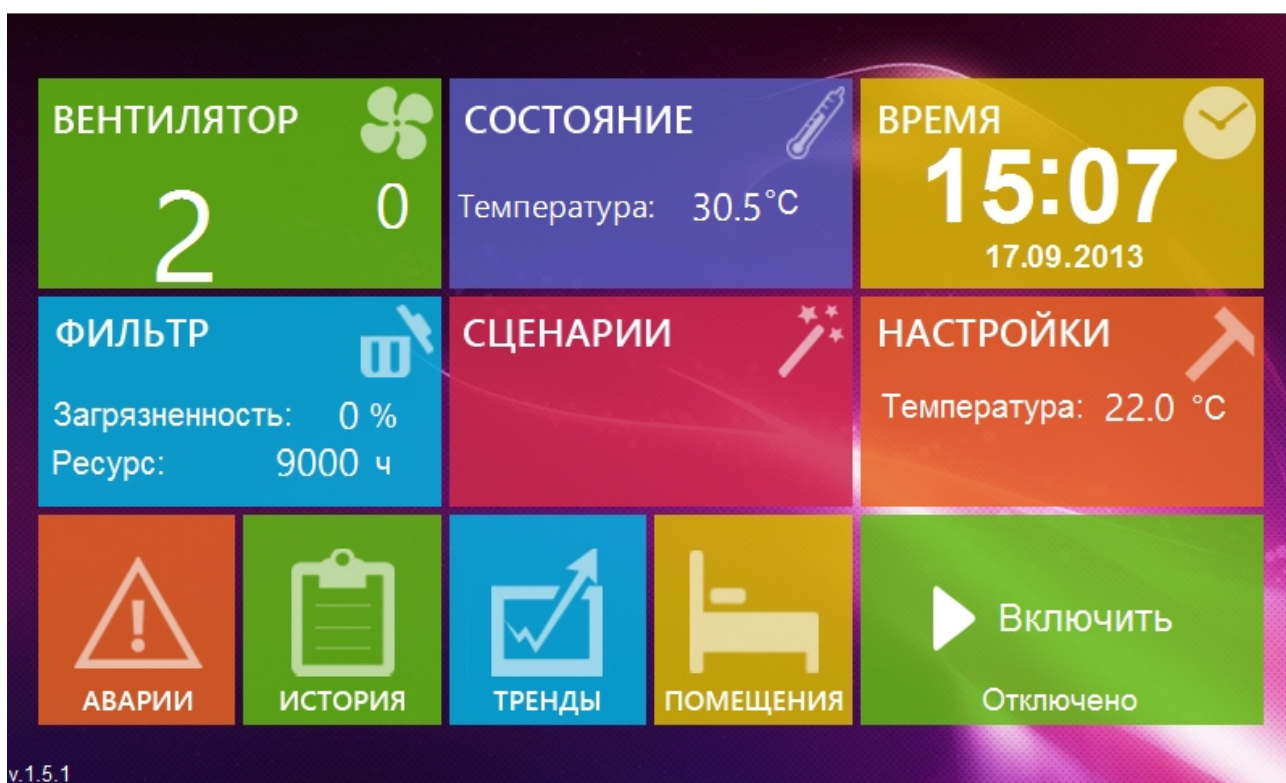 ВЕНТИЛЯТОР
2
0
СОСТОЯНИЕ
Температура: 30.5°C
ВРЕМЯ
15:07
17.09.2013
ФИЛЬТР
Загрязненность: 0 %
Ресурс: 9000 ч
СЦЕНАРИИ
НАСТРОЙКИ
Температура: 22.0 °C
АВАРИИ
ИСТОРИЯ
ТРЕНДЫ
ПОМЕЩЕНИЯ
Включить
Отключено
v.1.5.1